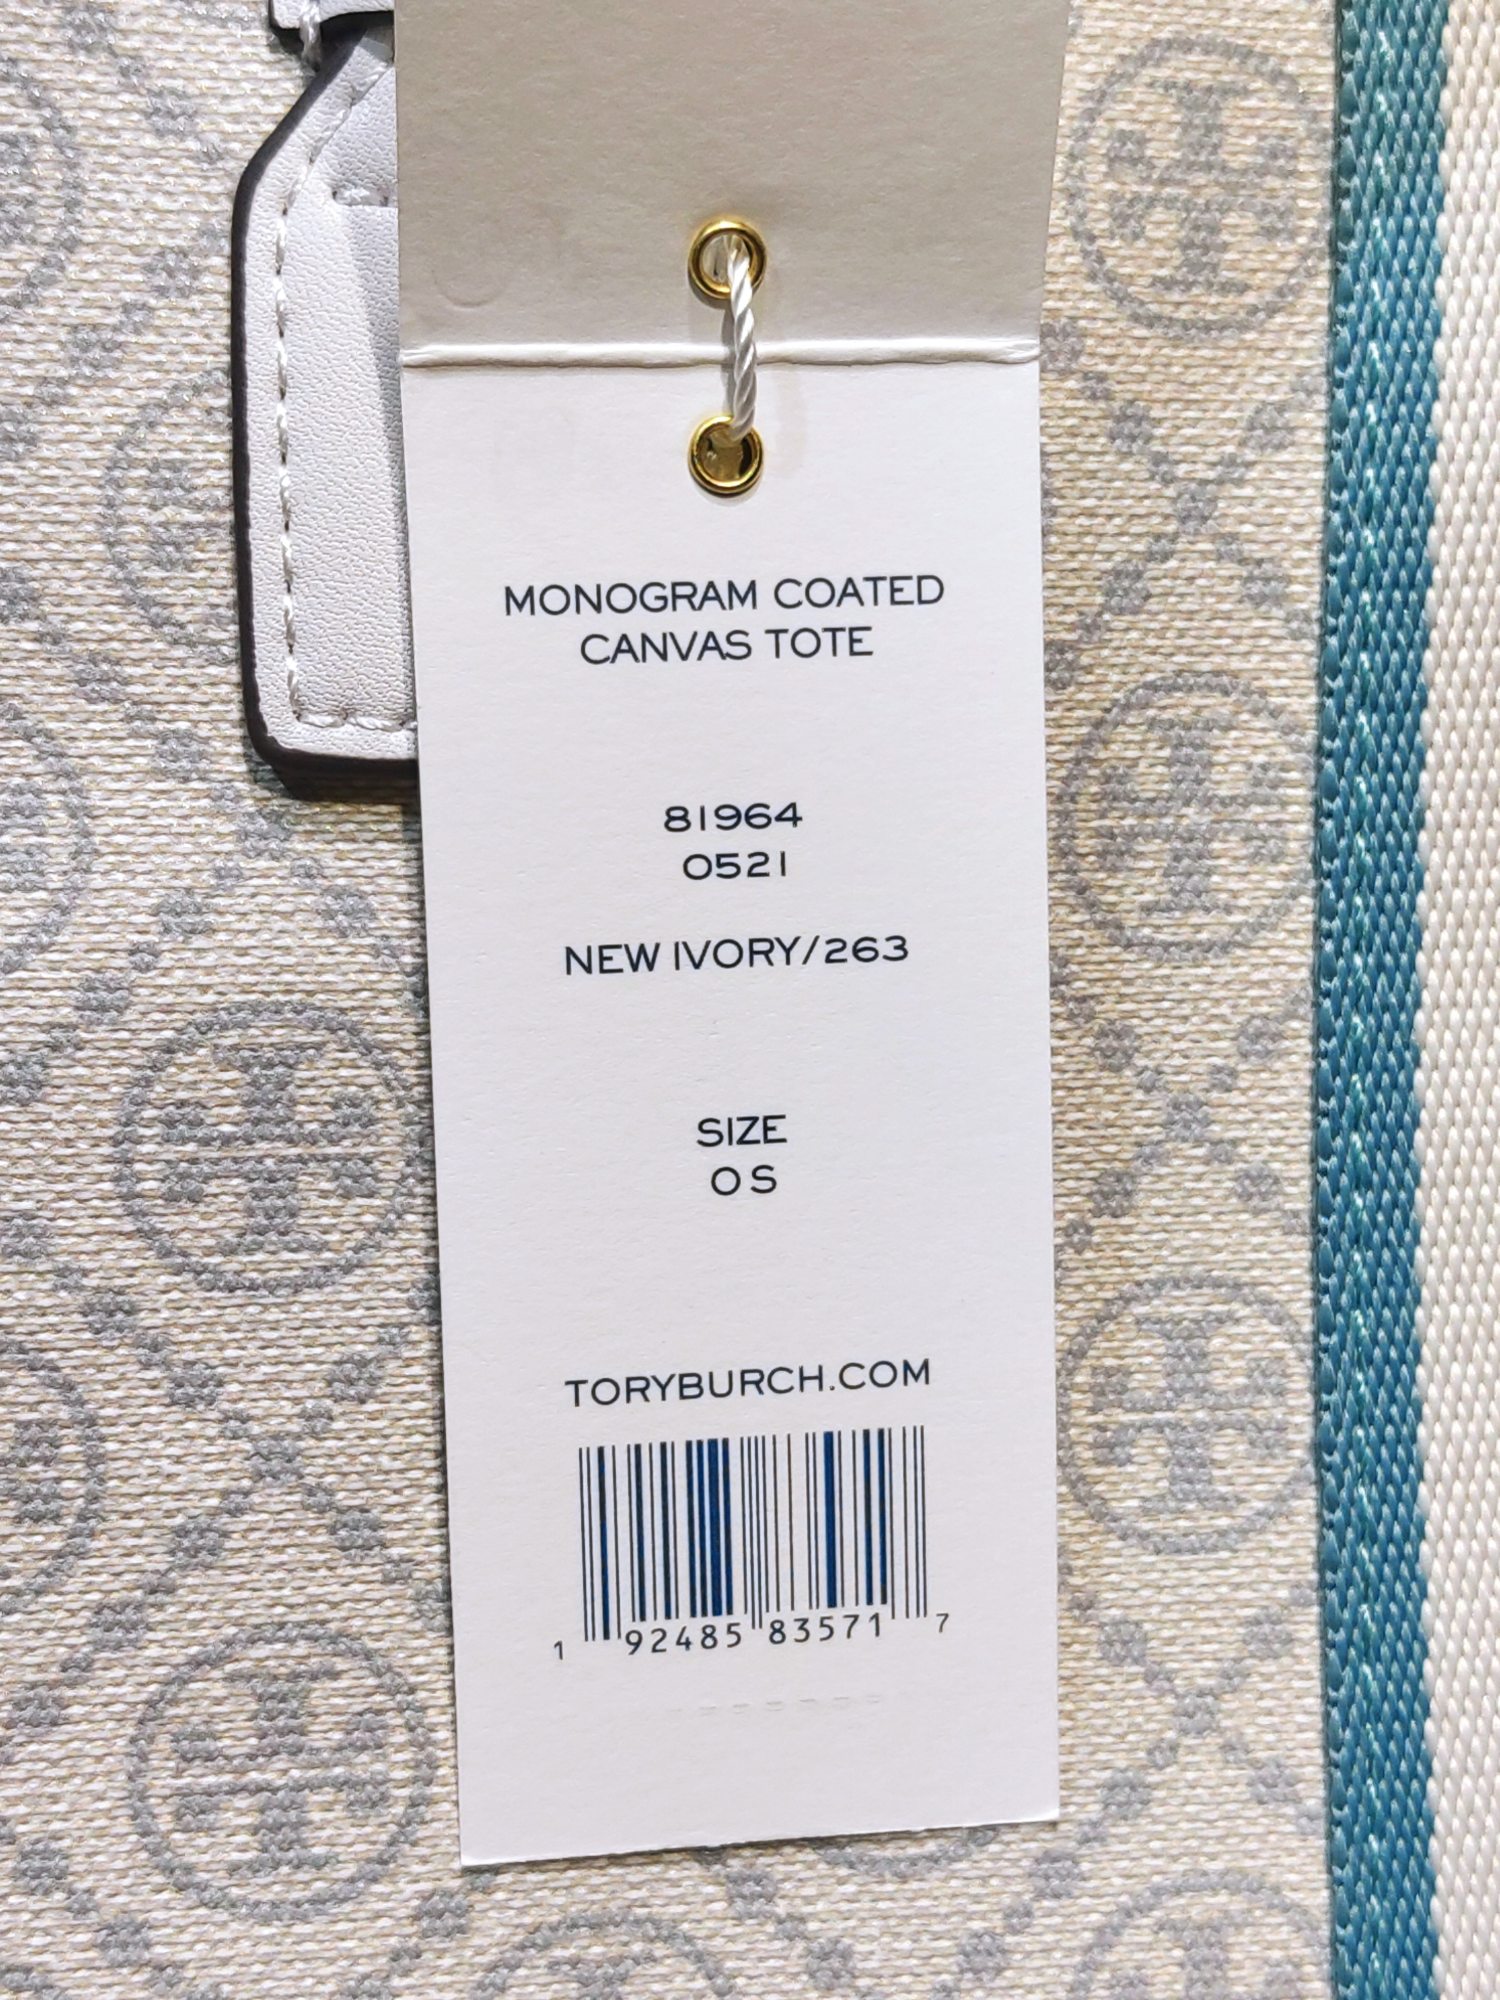 MONOGRAM COATED
CANVAS TOTE
81964
0521
NEW IVORY/263
SIZE
OS
TORYBURCH.COM
1 92485 83571 7